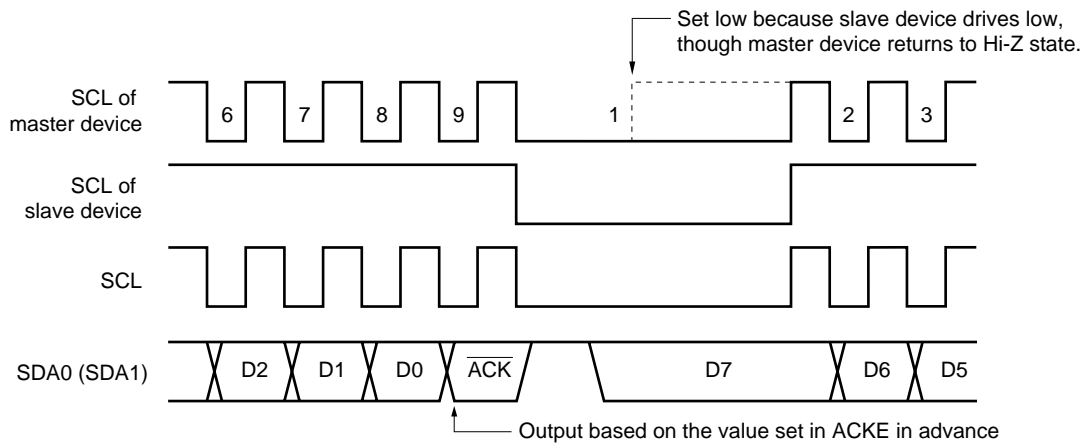 Set low because slave device drives low,
though master device returns to Hi-Z state.
SCL of
master device
6 7 8 9 1 2 3
SCL of
slave device
SCL
SDA0 (SDA1)
D2 D1 D0 ACK D7 D6 D5
Output based on the value set in ACKE in advance